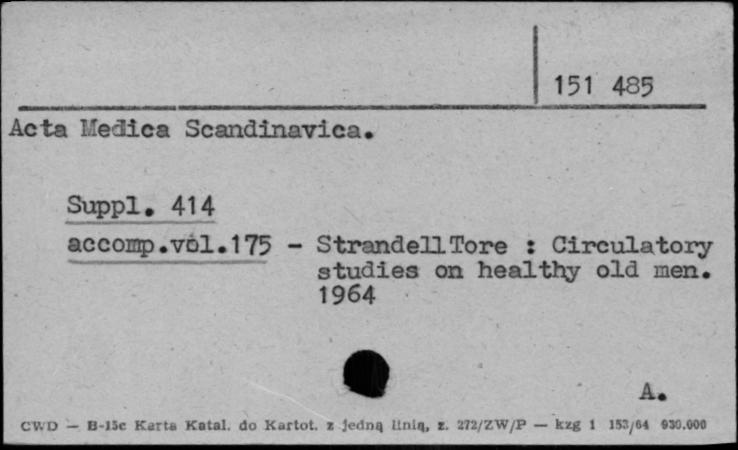 151 485
Acta Medica Scandinavica.
Suppl. 414
accomp.vol.175 - StrandellTore : Circulatory
studies on healthy old men.
1964
A.
CWD — B-15c Karta Katal. do Kartot. z jedną linią, z. 272/ZW/P — kzg 1 153/64 930.000